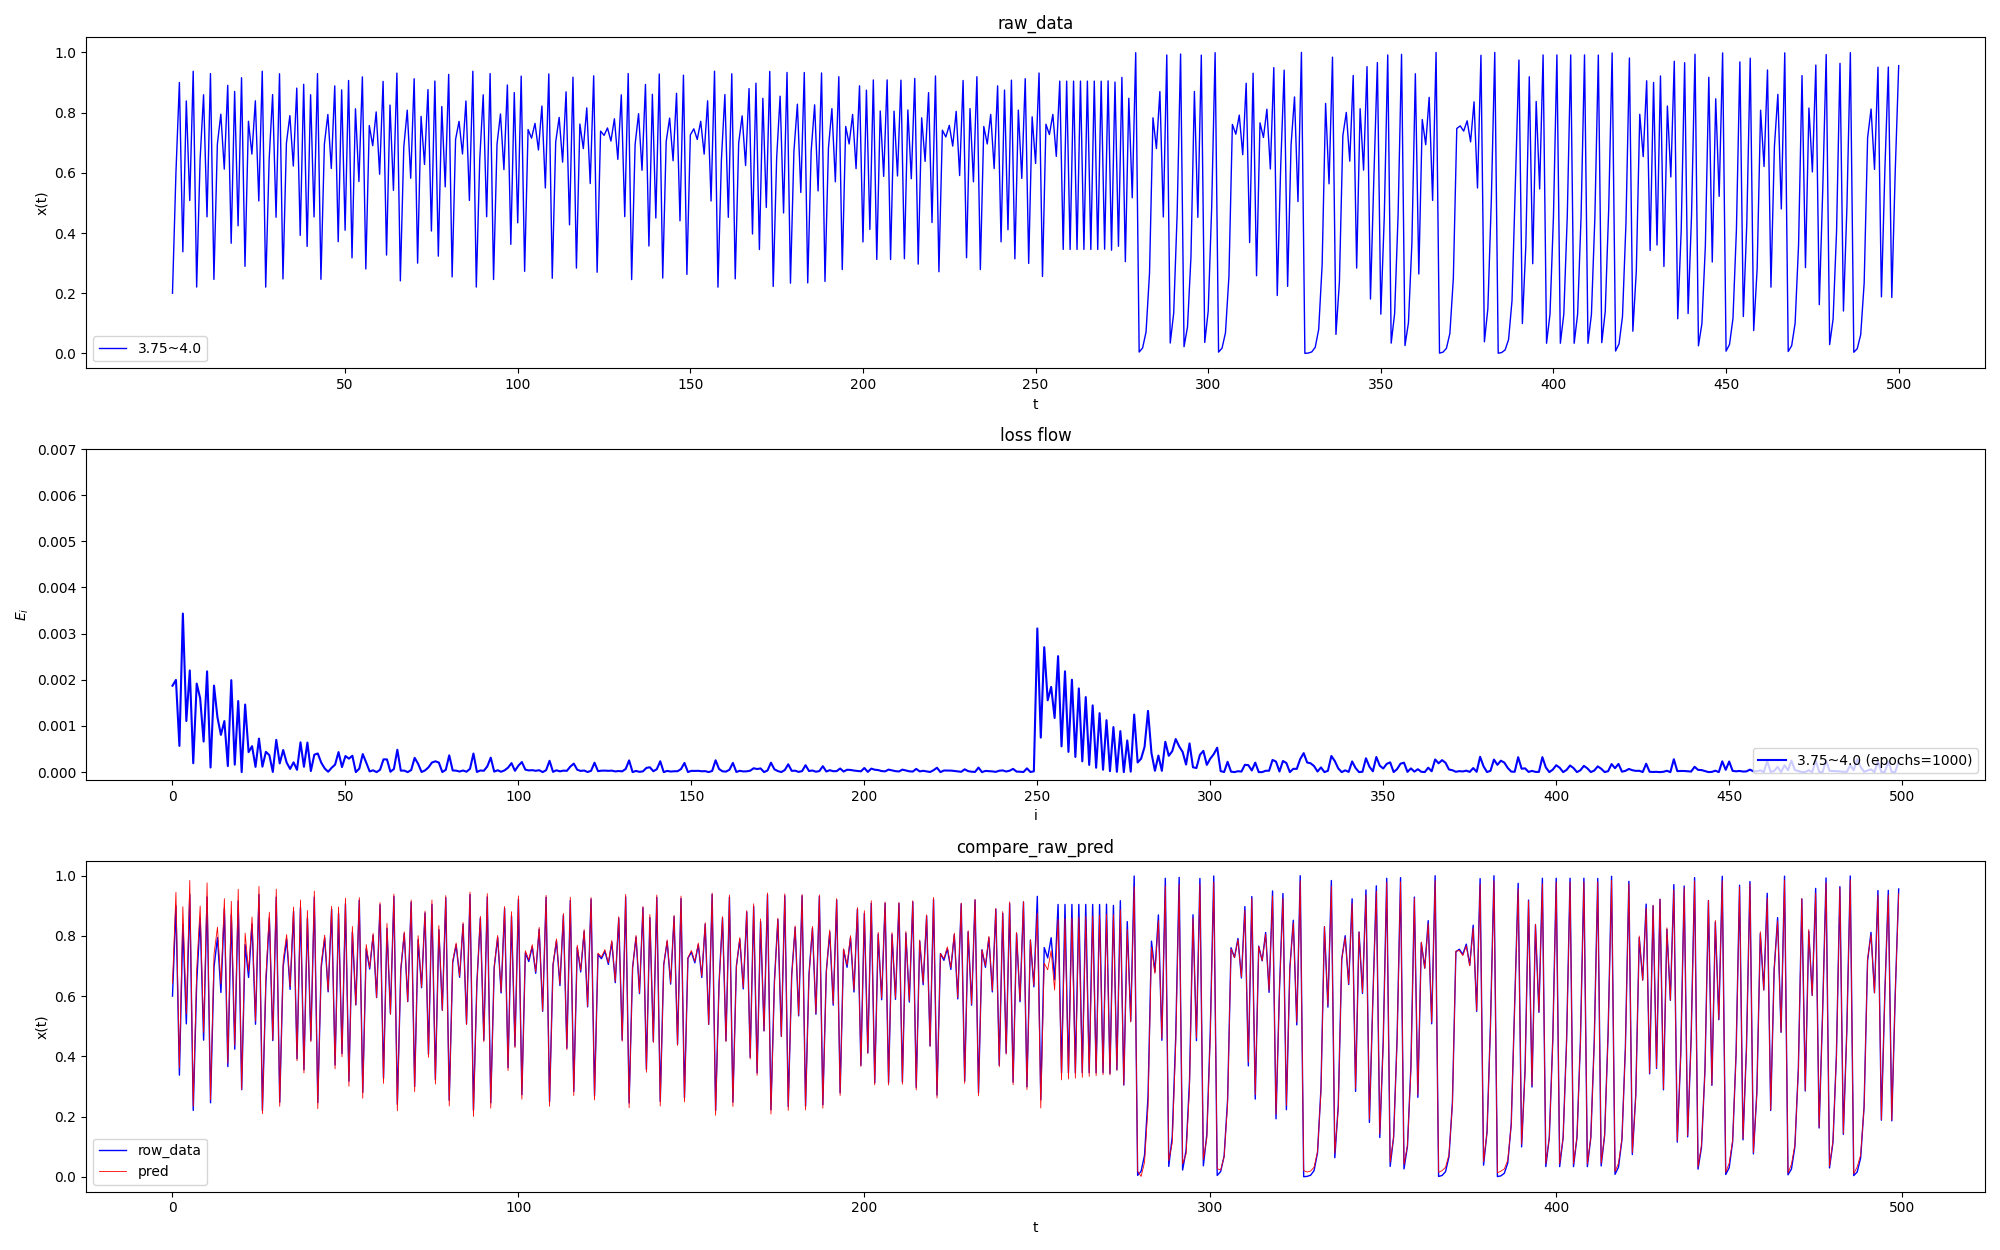 raw_data
1.0
0.8
0.6
0.4
0.2
0.0
x(t)
3.75~4.0
50 100 150 200 250 300 350 400 450 500
t
loss flow
0.007
0.006
0.005
0.004
0.003
0.002
0.001
0.000
E_i
3.75~4.0 (epochs=1000)
0 50 100 150 200 250 300 350 400 450 500
i
compare_raw_pred
1.0
0.8
0.6
0.4
0.2
0.0
x(t)
row_data
pred
0 100 200 300 400 500
t